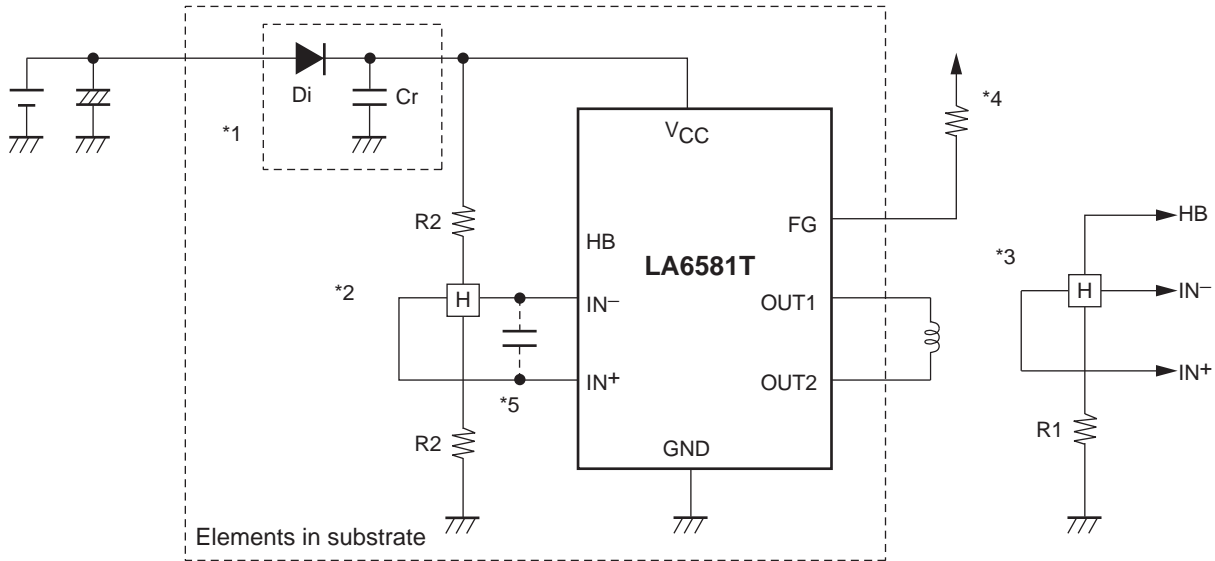 Di
Cr
*1
*4
VCC
R2
HB
FG
HB
LA6581T
*3
*2
H
IN–
OUT1
H
IN–
IN+
OUT2
IN+
*5
R2
R1
GND
Elements in substrate